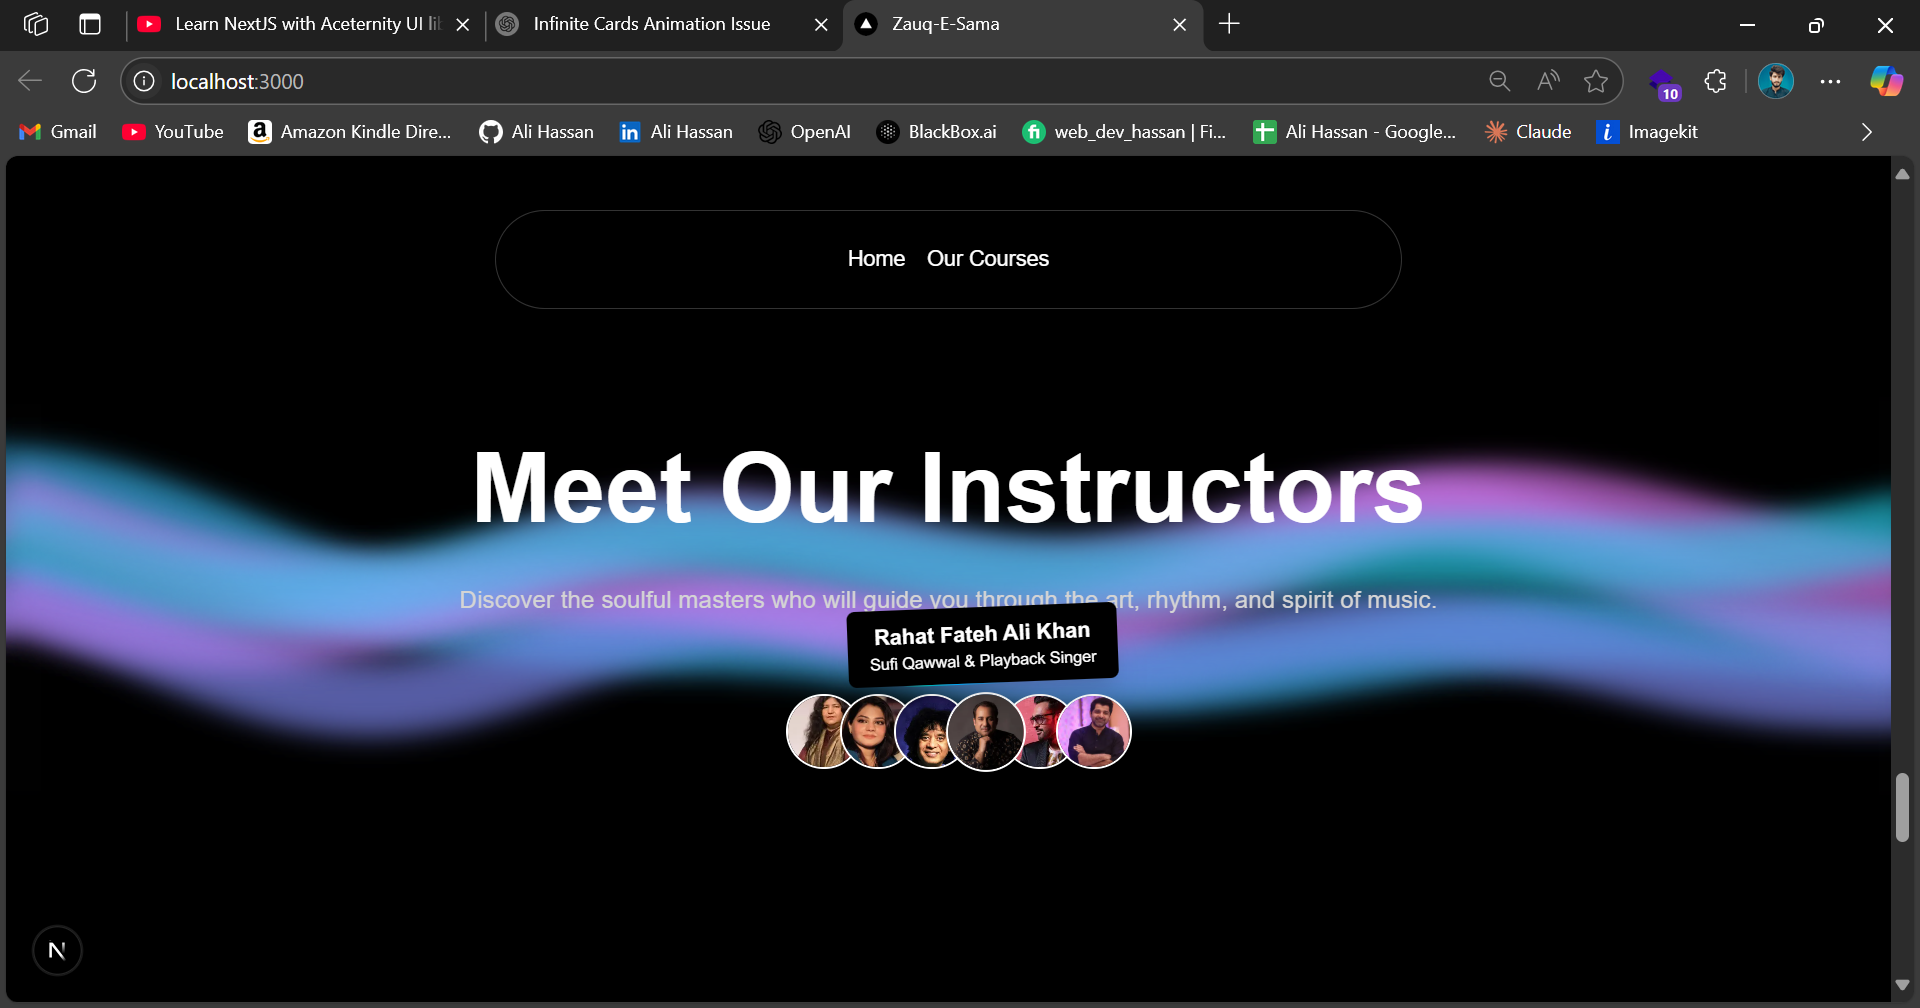 Learn NextJS with Aceternity UI lib
Infinite Cards Animation Issue
Zauq-E-Sama
localhost:3000
10
Gmail
YouTube
a
Amazon Kindle Dire...
Ali Hassan
in
Ali Hassan
OpenAI
BlackBox.ai
fi
web_dev_hassan | Fi...
Ali Hassan - Google...
Claude
i
Imagekit
Home
Our Courses
Meet Our Instructors
Discover the soulful masters who will guide you through the art, rhythm, and spirit of music.
Rahat Fateh Ali Khan
Sufi Qawwal & Playback Singer
N